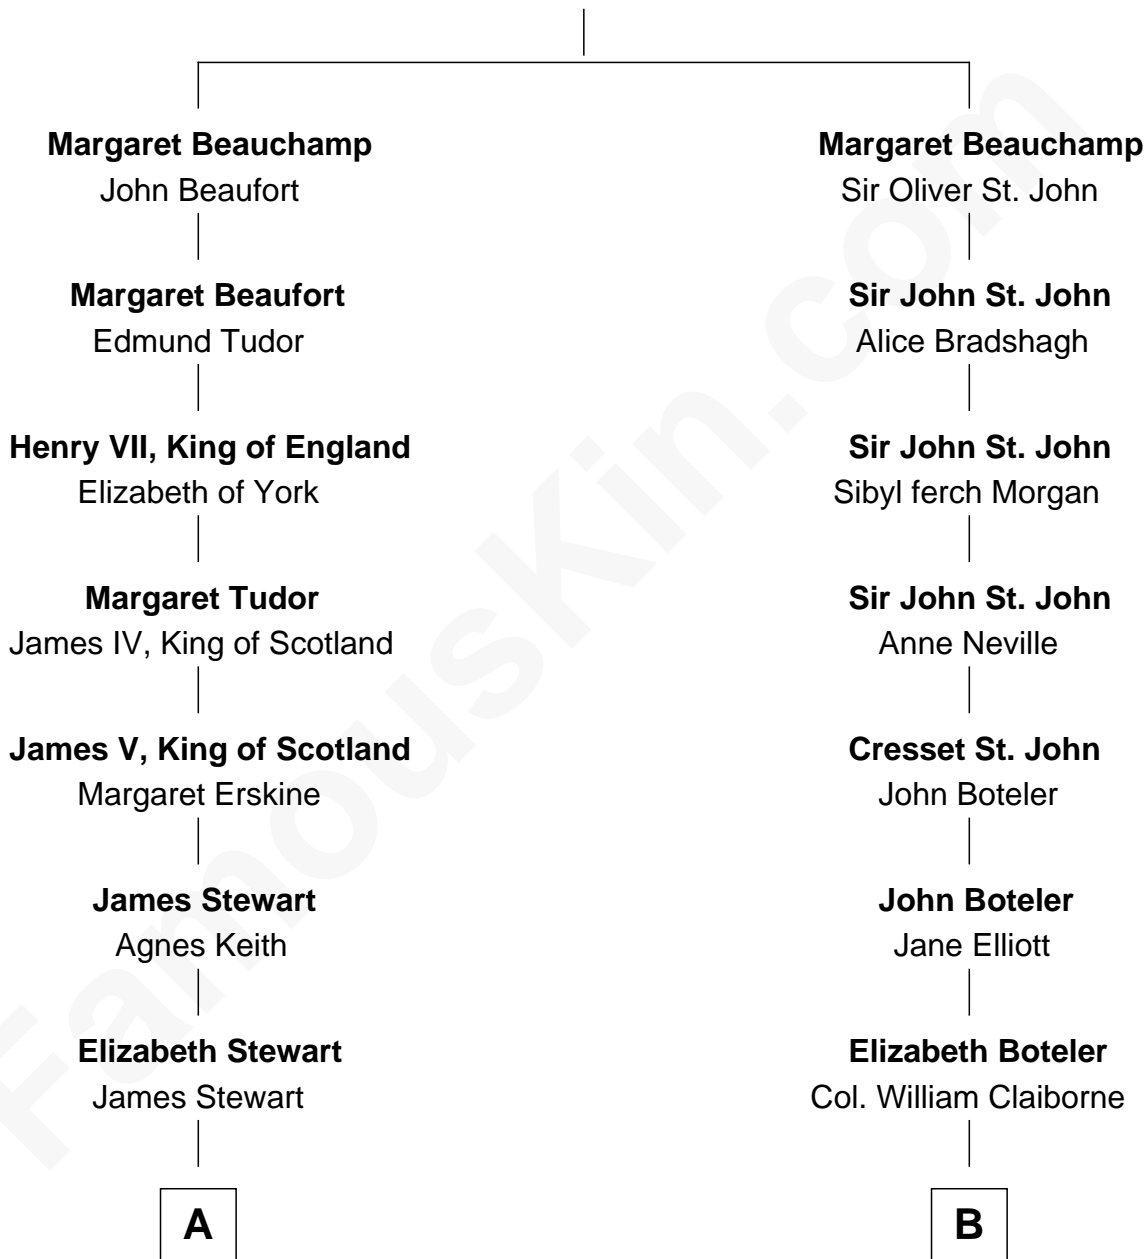 Margaret Beauchamp
John Beaufort
Margaret Beaufort
Edmund Tudor
Henry VII, King of England
Elizabeth of York
Margaret Tudor
James IV, King of Scotland
James V, King of Scotland
Margaret Erskine
James Stewart
Agnes Keith
Elizabeth Stewart
James Stewart
A
Margaret Beauchamp
Sir Oliver St. John
Sir John St. John
Alice Bradshagh
Sir John St. John
Sibyl ferch Morgan
Sir John St. John
Anne Neville
Cresset St. John
John Boteler
John Boteler
Jane Elliott
Elizabeth Boteler
Col. William Claiborne
B
FamousKin.com